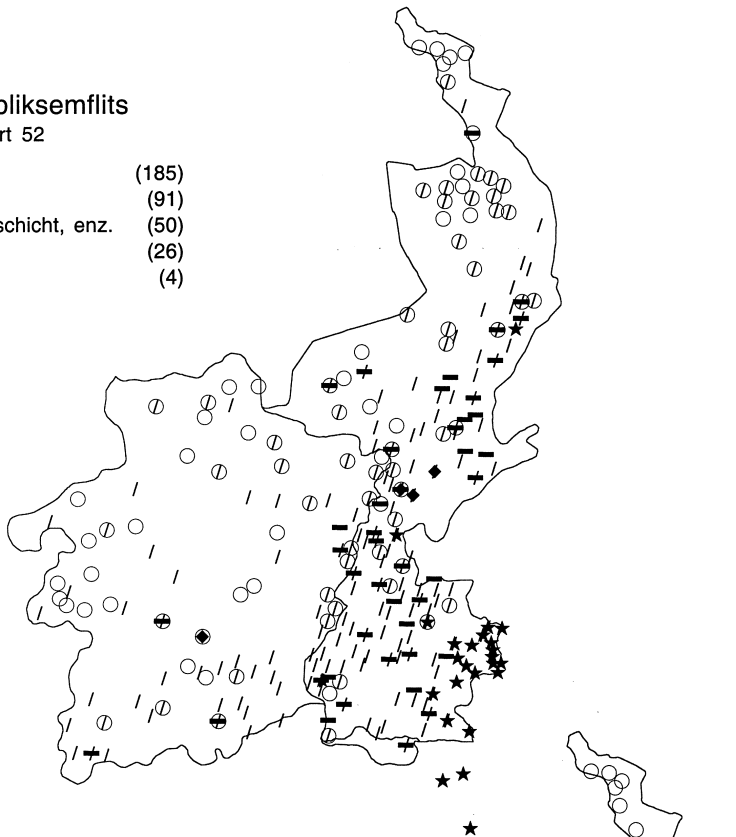 bliksemflits
rt 52
(185)
(91)
schicht, enz. (50)
(26)
(4)